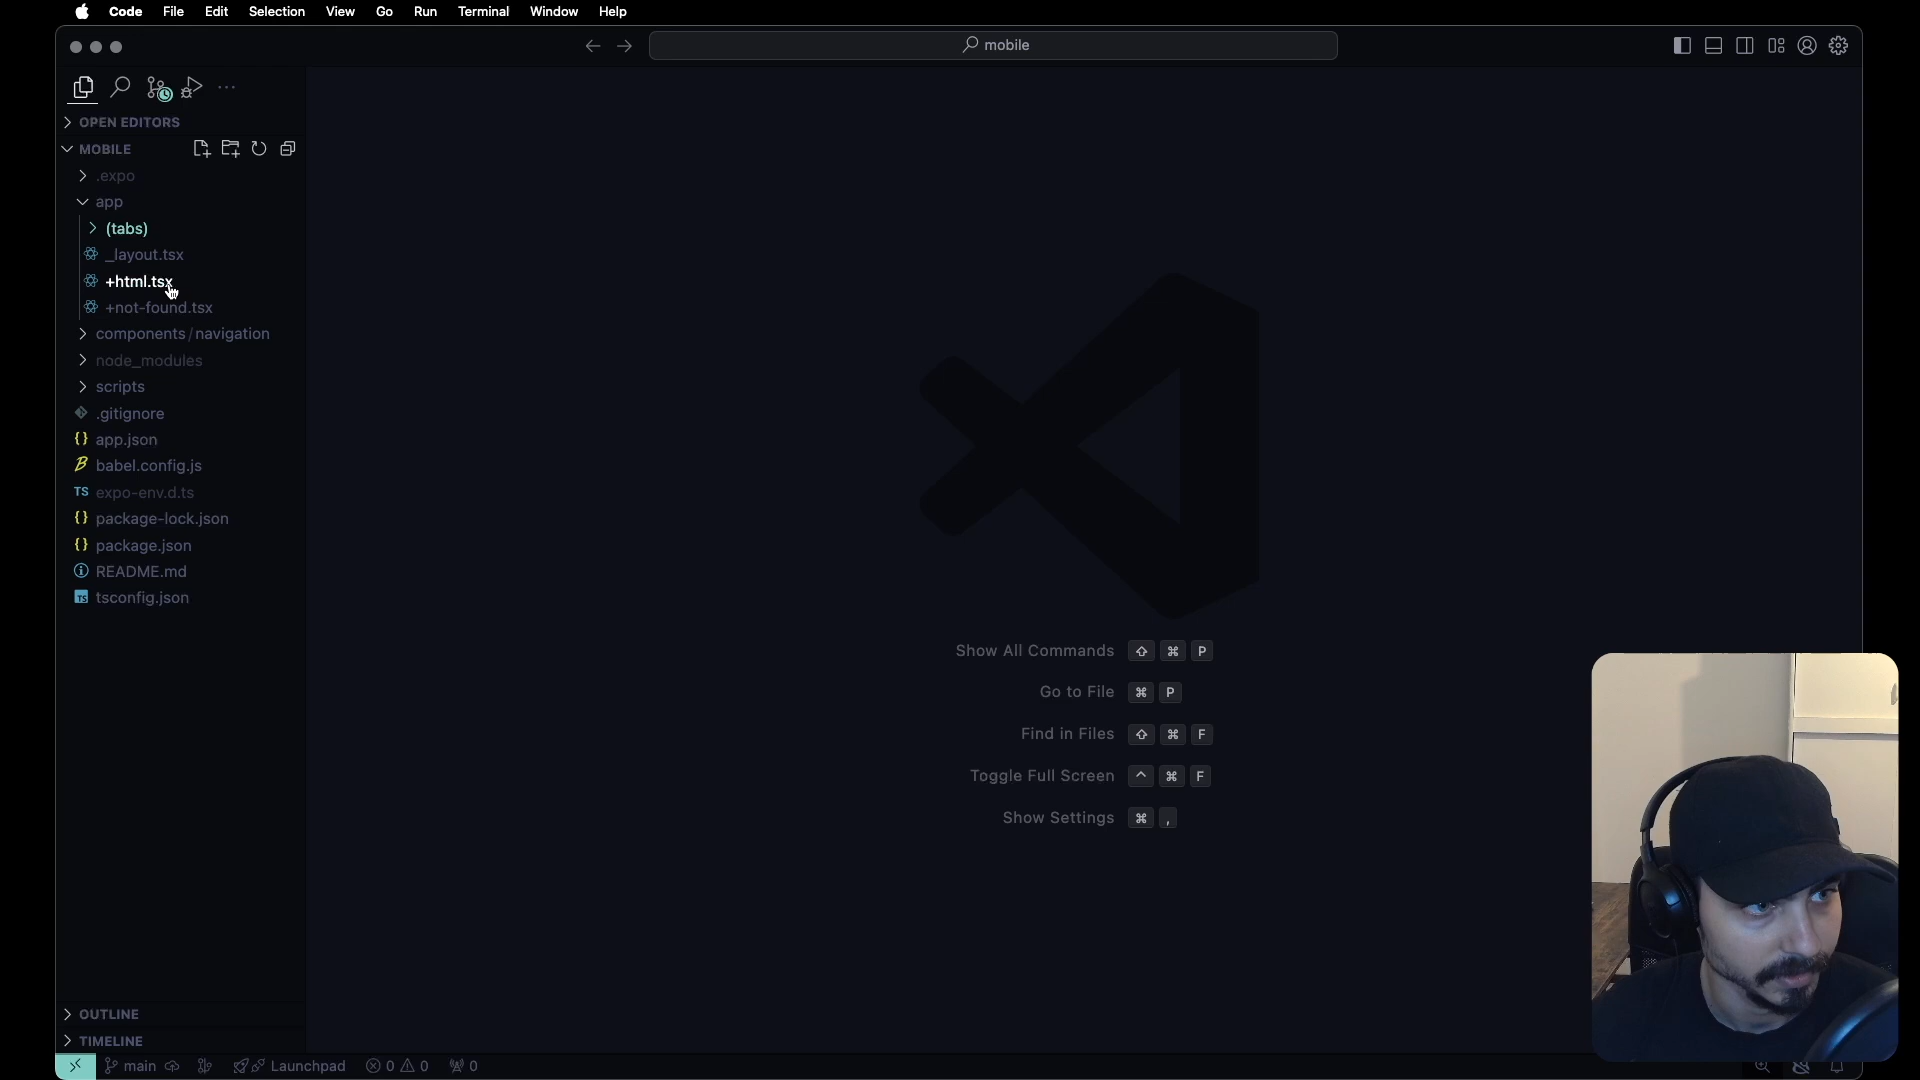 Code File Edit Selection View Go Run Terminal Window Help
mobile
OPEN EDITORS
MOBILE
.expo
app
(tabs)
_layout.tsx
+html.tsx
+not-found.tsx
components/navigation
node_modules
scripts
.gitignore
app.json
babel.config.js
TS expo-env.d.ts
package-lock.json
package.json
README.md
TS tsconfig.json
Show All Commands ⇧ ⌘ P
Go to File ⌘ P
Find in Files ⇧ ⌘ F
Toggle Full Screen ^ ⌘ F
Show Settings ⌘ ,
OUTLINE
TIMELINE
main Launchpad 0 0 0